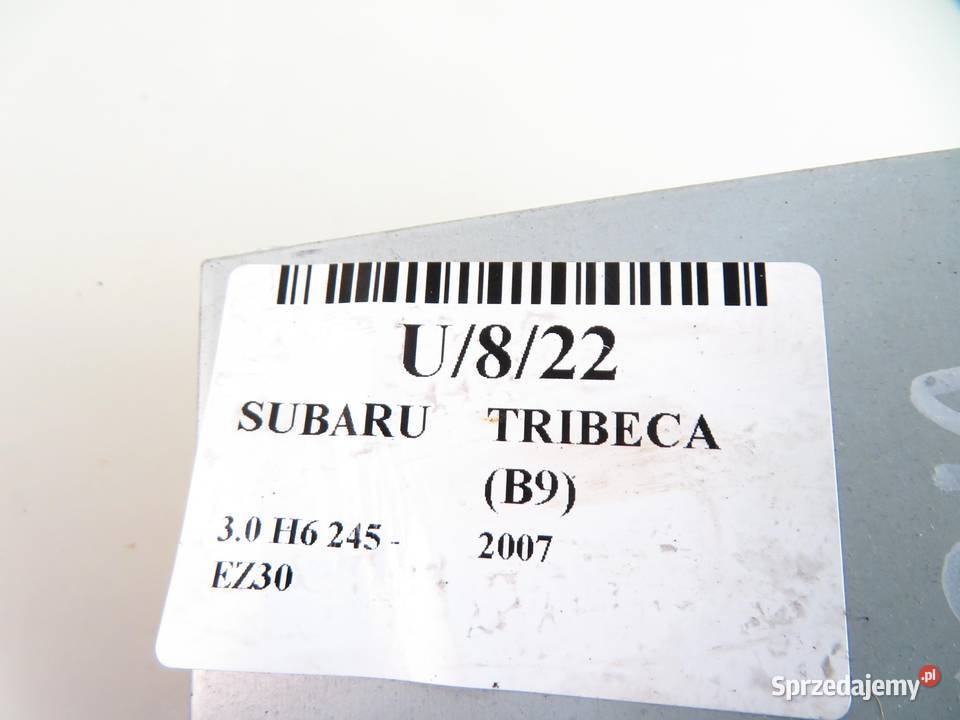 U/8/22
SUBARU TRIBECA
(B9)
3.0 H6 245 - 2007
EZ30
Sprzedajemy.pl